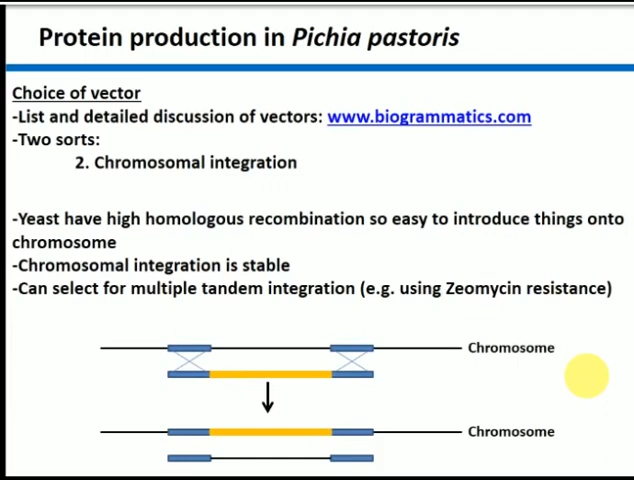 Protein production in Pichia pastoris
Choice of vector
-List and detailed discussion of vectors: www.biogrammatics.com
-Two sorts:
2. Chromosomal integration
-Yeast have high homologous recombination so easy to introduce things onto
chromosome
-Chromosomal integration is stable
-Can select for multiple tandem integration (e.g. using Zeomycin resistance)
Chromosome
Chromosome